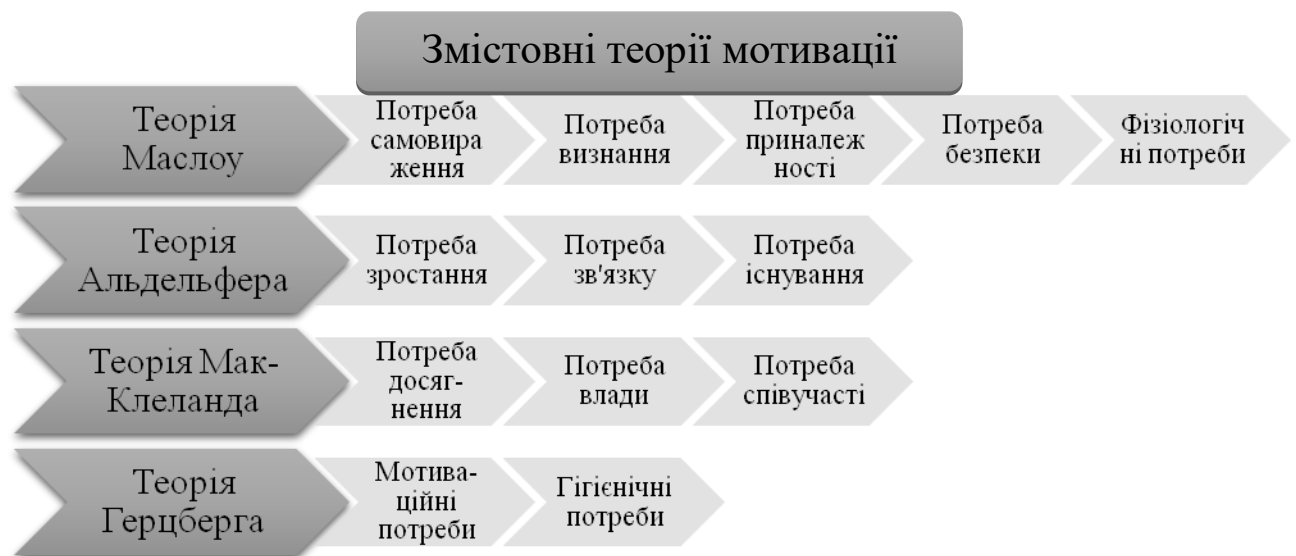 Змістовні теорії мотивації
Теорія
Маслоу
Потреба
самовира
ження
Потреба
визнання
Потреба
приналеж
ності
Потреба
безпеки
Фізіологіч
ні потреби
Теорія
Альдельфера
Потреба
зростання
Потреба
зв'язку
Потреба
існування
Теорія Мак-
Клеланда
Потреба
досяг-
нення
Потреба
влади
Потреба
співучасті
Теорія
Герцберга
Мотива-
ційні
потреби
Гігієнічні
потреби